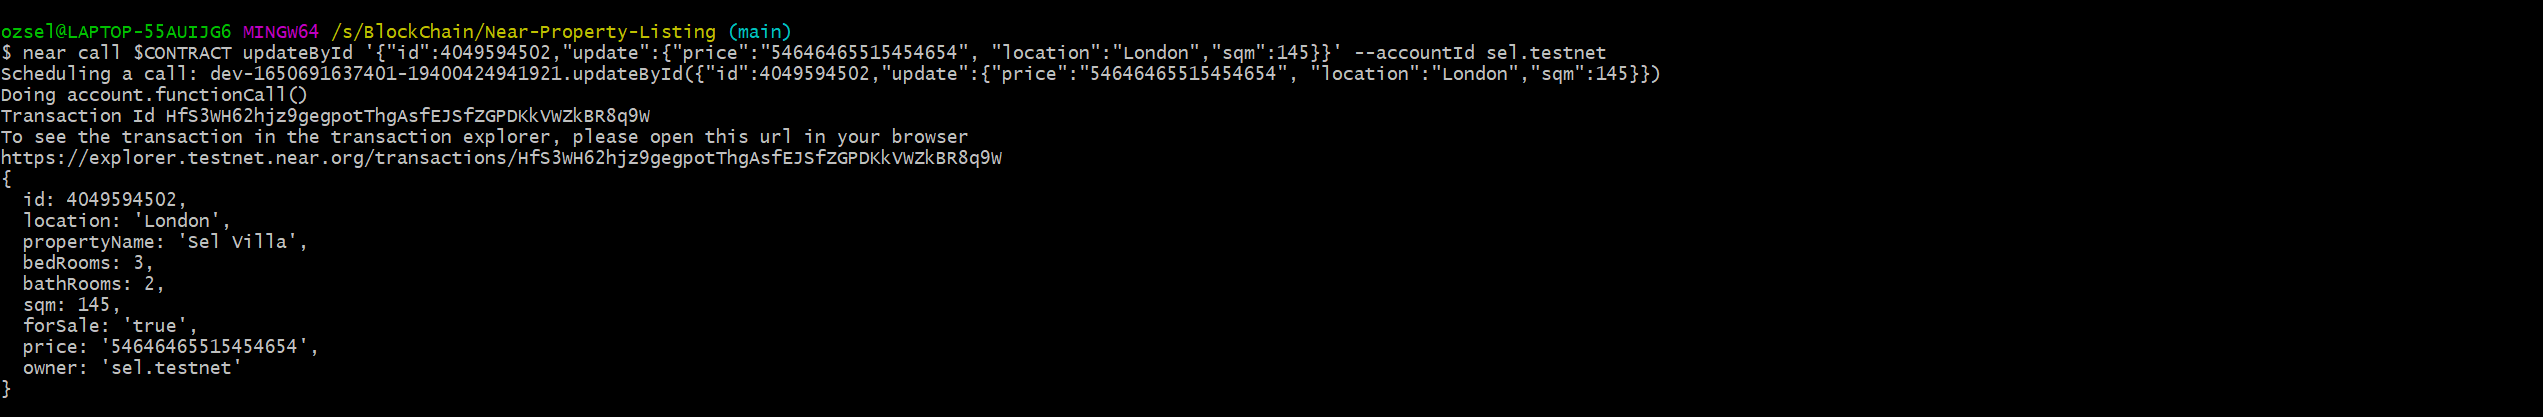 ozsel@LAPTOP-55AUIJG6 MINGW64 /s/BlockChain/Near-Property-Listing (main)
$ near call $CONTRACT updateById '{"id":4049594502,"update":{"price":"54646465515454654", "location":"London","sqm":145}}' --accountId sel.testnet
Scheduling a call: dev-1650691637401-19400424941921.updateById({"id":4049594502,"update":{"price":"54646465515454654", "location":"London","sqm":145}})
Doing account.functionCall()
Transaction Id HfS3WH62hjz9gegpotThgAsfEJSfZGPDKkVWZkBR8q9W
To see the transaction in the transaction explorer, please open this url in your browser
https://explorer.testnet.near.org/transactions/HfS3WH62hjz9gegpotThgAsfEJSfZGPDKkVWZkBR8q9W
{
  id: 4049594502,
  location: 'London',
  propertyName: 'Sel Villa',
  bedRooms: 3,
  bathRooms: 2,
  sqm: 145,
  forSale: 'true',
  price: '54646465515454654',
  owner: 'sel.testnet'
}